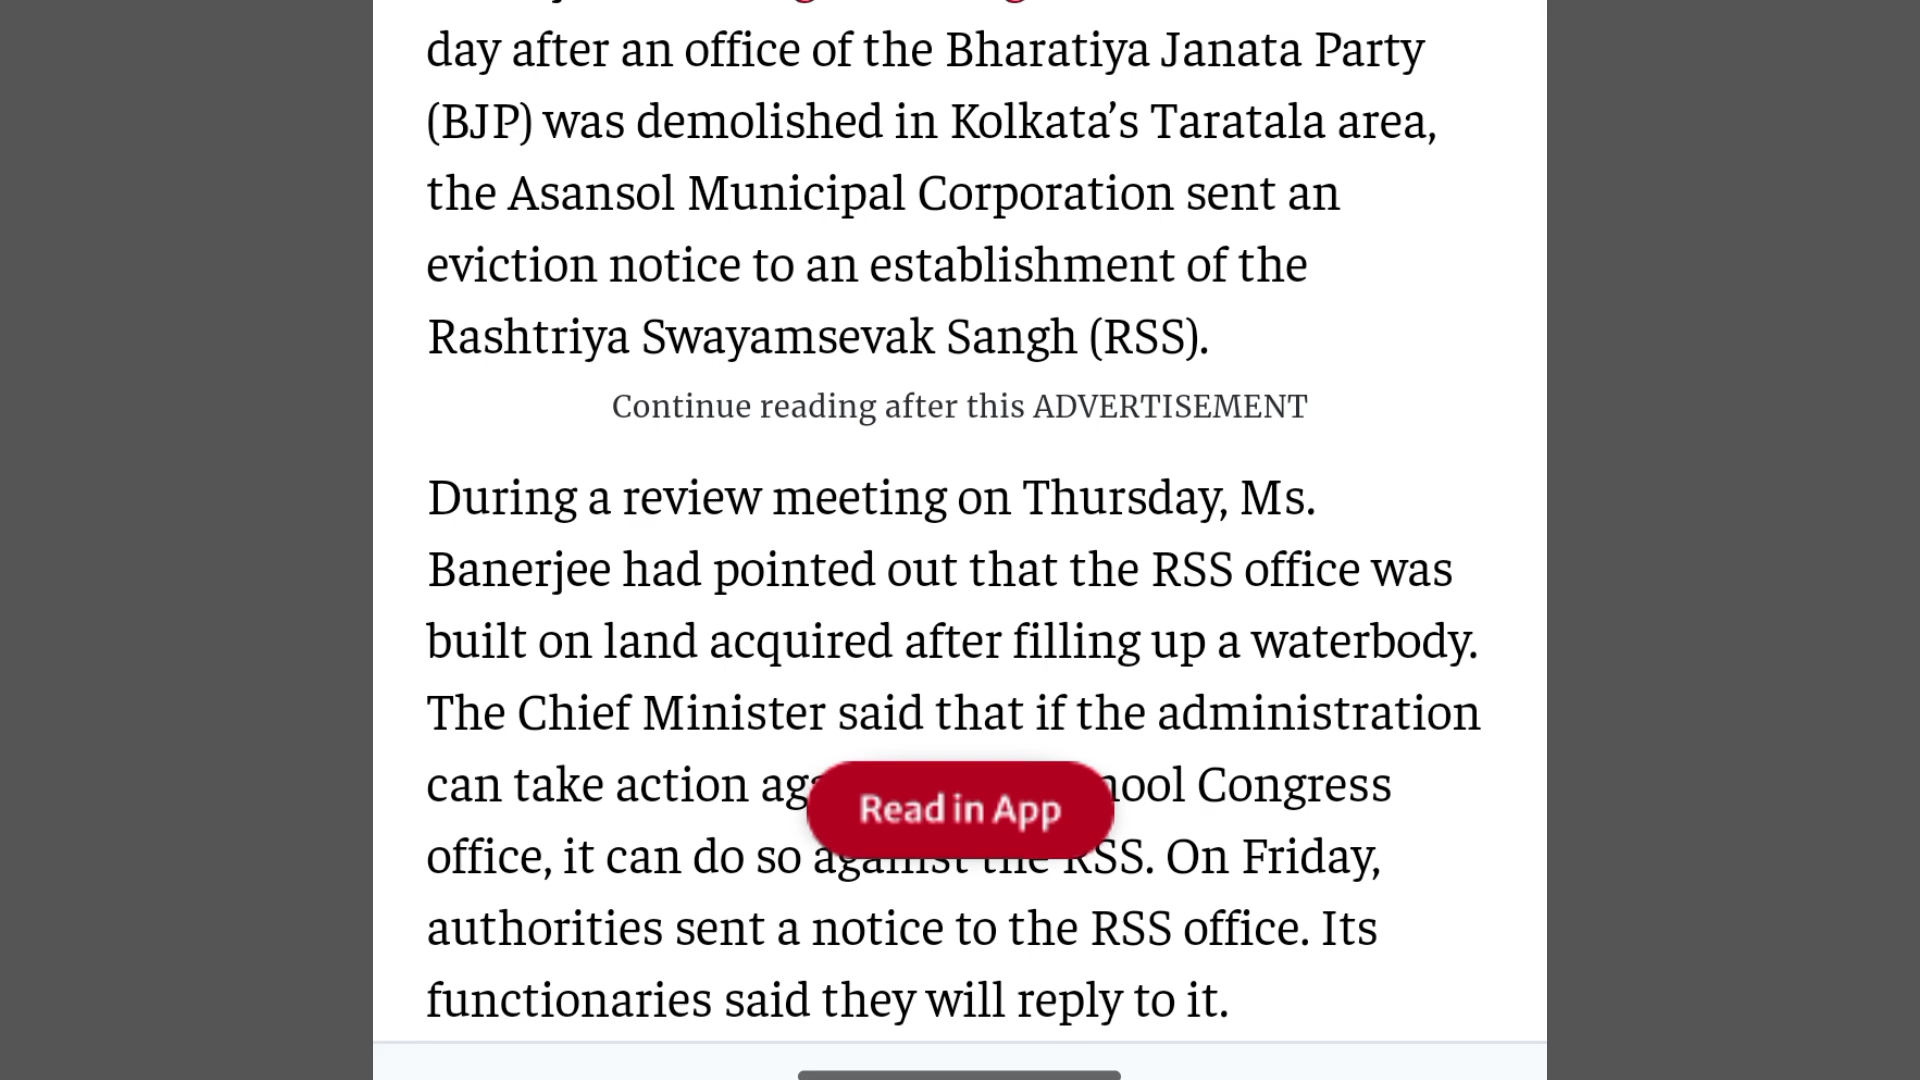 day after an office of the Bharatiya Janata Party
(BJP) was demolished in Kolkata’s Taratala area,
the Asansol Municipal Corporation sent an
eviction notice to an establishment of the
Rashtriya Swayamsevak Sangh (RSS).
Continue reading after this ADVERTISEMENT
During a review meeting on Thursday, Ms.
Banerjee had pointed out that the RSS office was
built on land acquired after filling up a waterbody.
The Chief Minister said that if the administration
can take action Congress
Read in App
office, it can do so against the RSS. On Friday,
authorities sent a notice to the RSS office. Its
functionaries said they will reply to it.